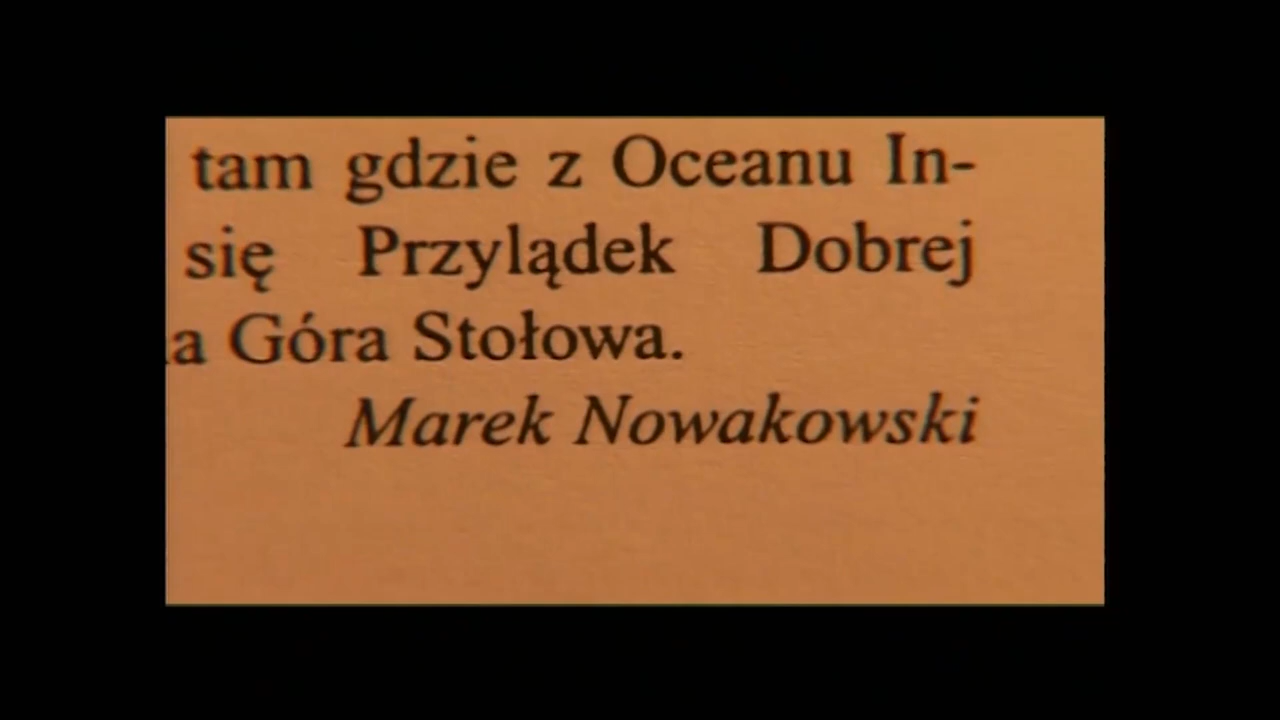 tam gdzie z Oceanu In-
się Przylądek Dobrej
a Góra Stołowa.
Marek Nowakowski